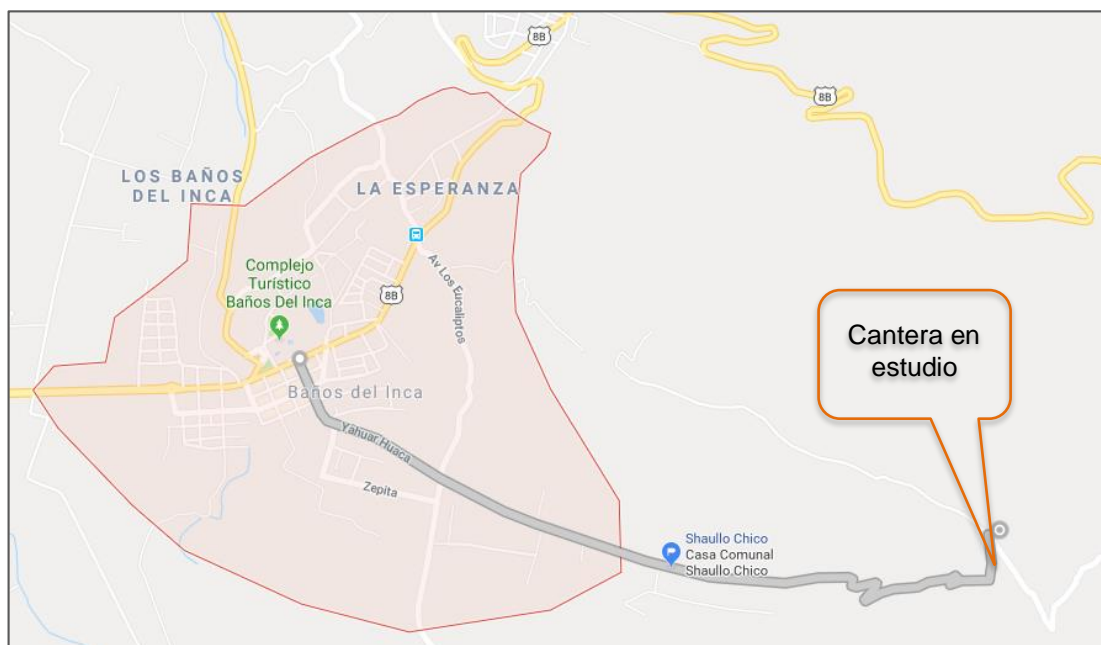 8B
8B
LOS BAÑOS
DEL INCA
LA ESPERANZA
Complejo
Turístico
Baños Del Inca
8B
Av Los Eucaliptos
Cantera en
estudio
Baños del Inca
Yahuar Huaca
Zepita
Shaullo Chico
Casa Comunal
Shaullo Chico